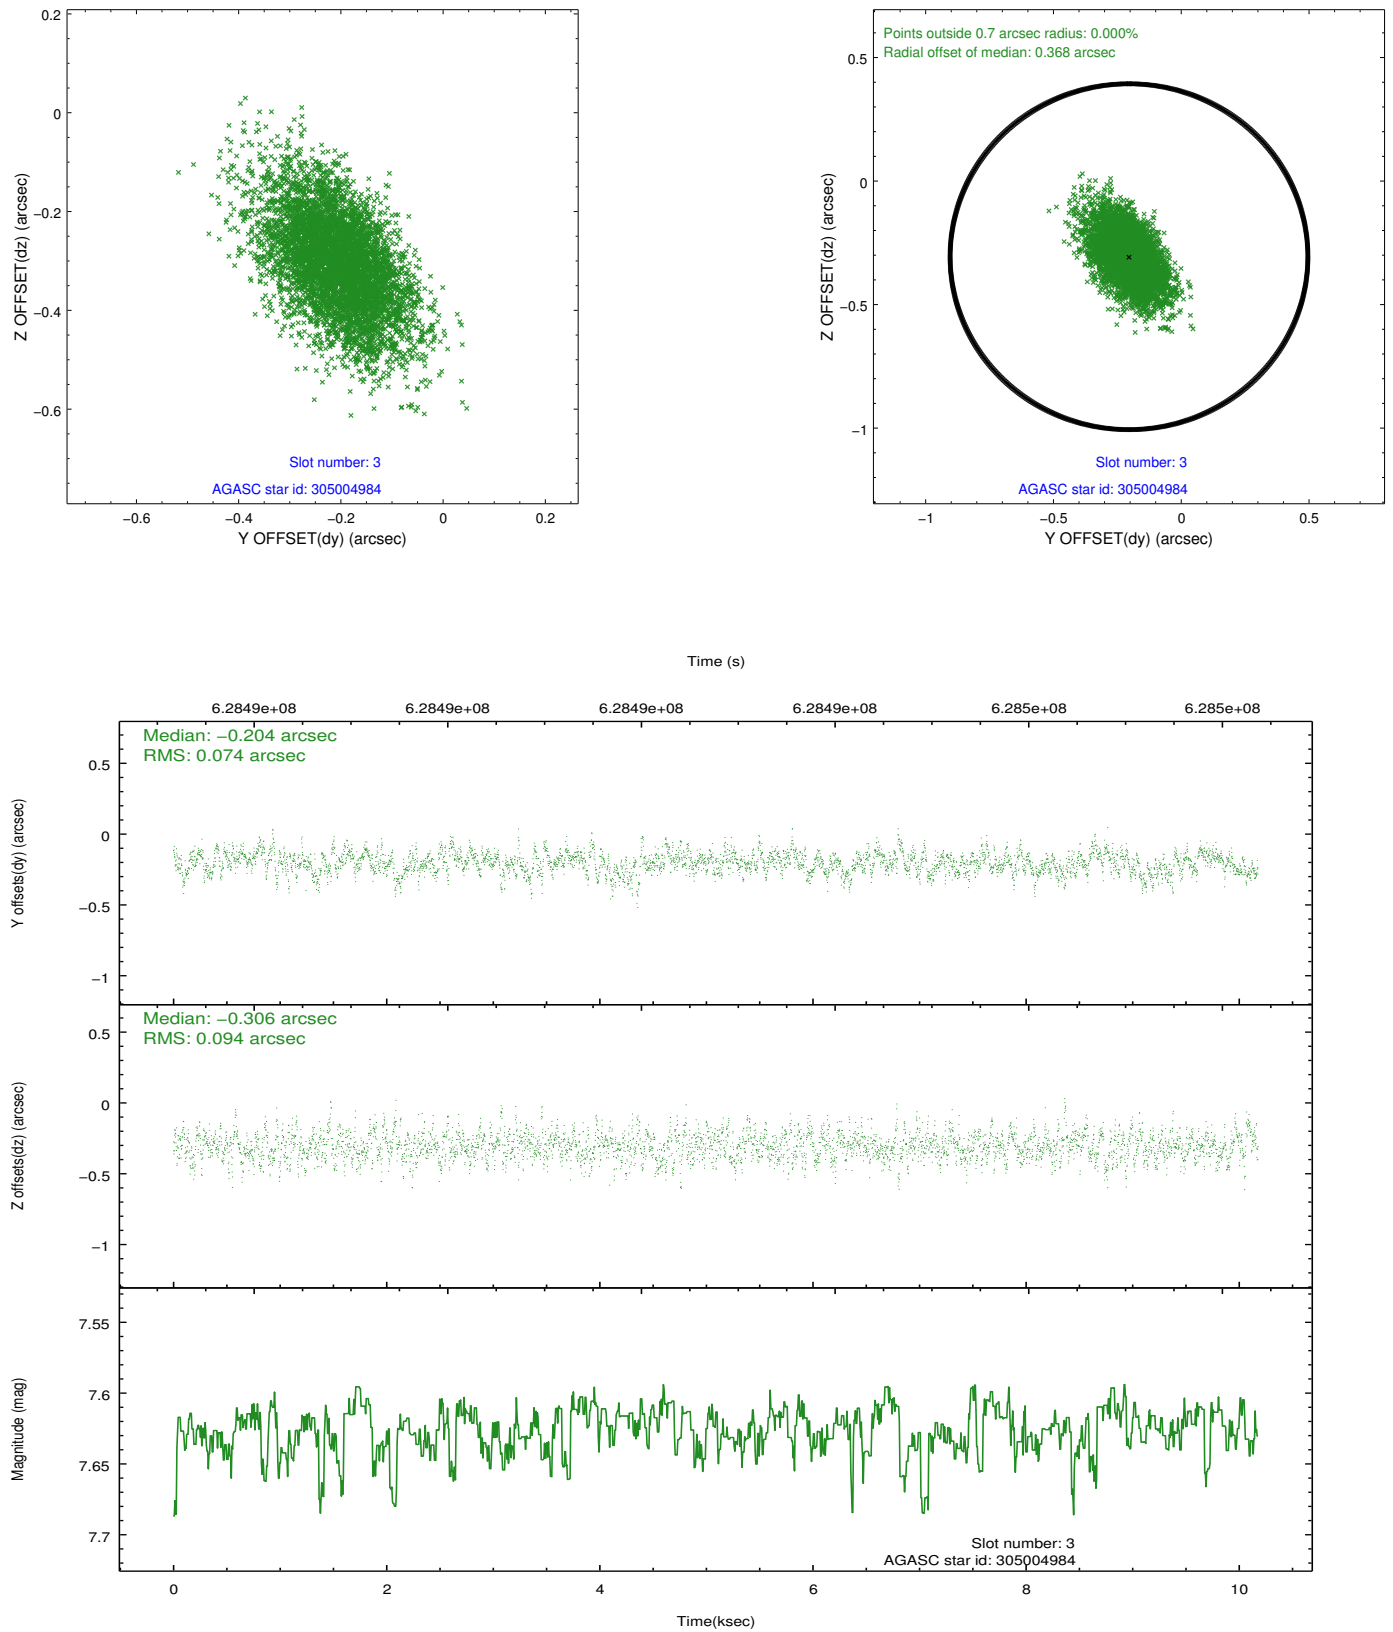 0.2
0
−0.2
−0.4
−0.6
Z OFFSET(dz) (arcsec)
Slot number: 3
AGASC star id: 305004984
−0.6
−0.4
−0.2
0
0.2
Y OFFSET(dy) (arcsec)
Points outside 0.7 arcsec radius: 0.000%
Radial offset of median: 0.368 arcsec
0.5
0
−0.5
−1
Z OFFSET(dz) (arcsec)
Slot number: 3
AGASC star id: 305004984
−1
−0.5
0
0.5
Y OFFSET(dy) (arcsec)
Time (s)
6.2849e+08
6.2849e+08
6.2849e+08
6.2849e+08
6.285e+08
6.285e+08
Median: −0.204 arcsec
RMS: 0.074 arcsec
0.5
0
−0.5
−1
Y offsets(dy) (arcsec)
Median: −0.306 arcsec
RMS: 0.094 arcsec
0.5
0
−0.5
−1
Z offsets(dz) (arcsec)
7.55
7.6
7.65
7.7
Magnitude (mag)
Slot number: 3
AGASC star id: 305004984
0
2
4
6
8
10
Time(ksec)